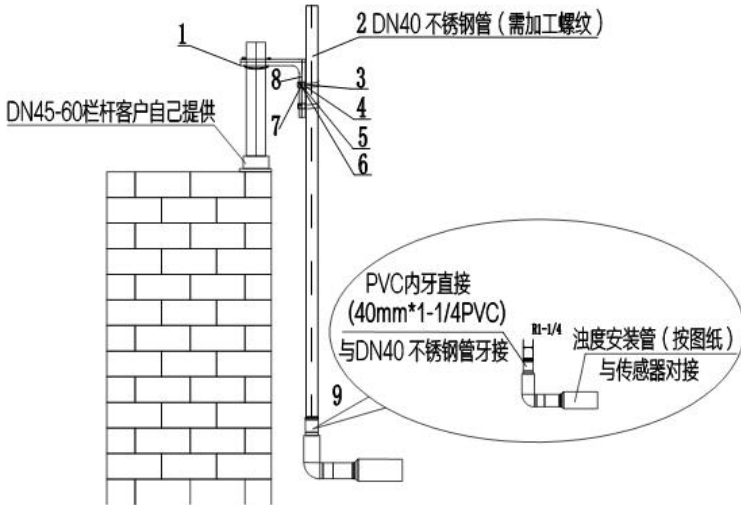 1
2 DN40 不锈钢管（需加工螺纹）
8
3
4
5
6
7
DN45-60栏杆客户自己提供
PVC内牙直接
(40mm*1-1/4PVC)
与DN40 不锈钢管牙接
R1-1/4
浊度安装管（按图纸）
与传感器对接
9